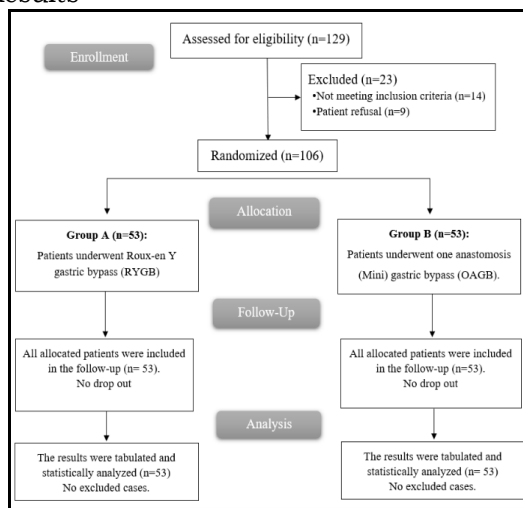 Assessed for eligibility (n=129)
Enrollment
Excluded (n=23)
•Not meeting inclusion criteria (n=14)
•Patient refusal (n=9)
Randomized (n=106)
Allocation
Group A (n=53):
Patients underwent Roux-en Y
gastric bypass (RYGB)
Group B (n=53):
Patients underwent one anastomosis
(Mini) gastric bypass (OAGB).
Follow-Up
All allocated patients were included
in the follow-up (n= 53).
No drop out
All allocated patients were included
in the follow-up (n=53).
No drop out
Analysis
The results were tabulated and
statistically analyzed (n=53)
No excluded cases.
The results were tabulated and
statistically analyzed (n= 53)
No excluded cases.